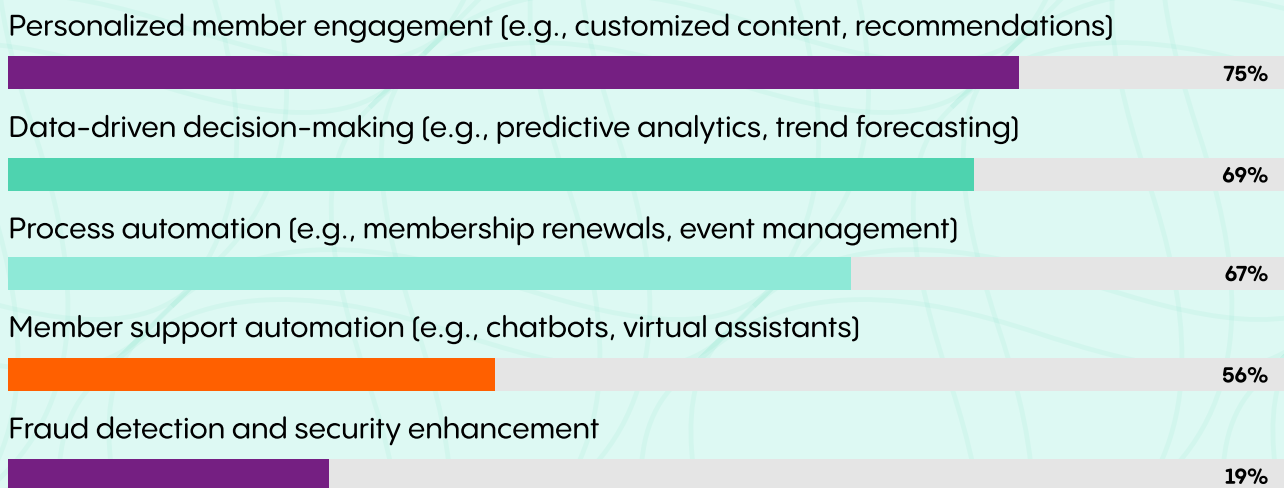 Personalized member engagement (e.g., customized content, recommendations)
75%
Data-driven decision-making (e.g., predictive analytics, trend forecasting)
69%
Process automation (e.g., membership renewals, event management)
67%
Member support automation (e.g., chatbots, virtual assistants)
56%
Fraud detection and security enhancement
19%